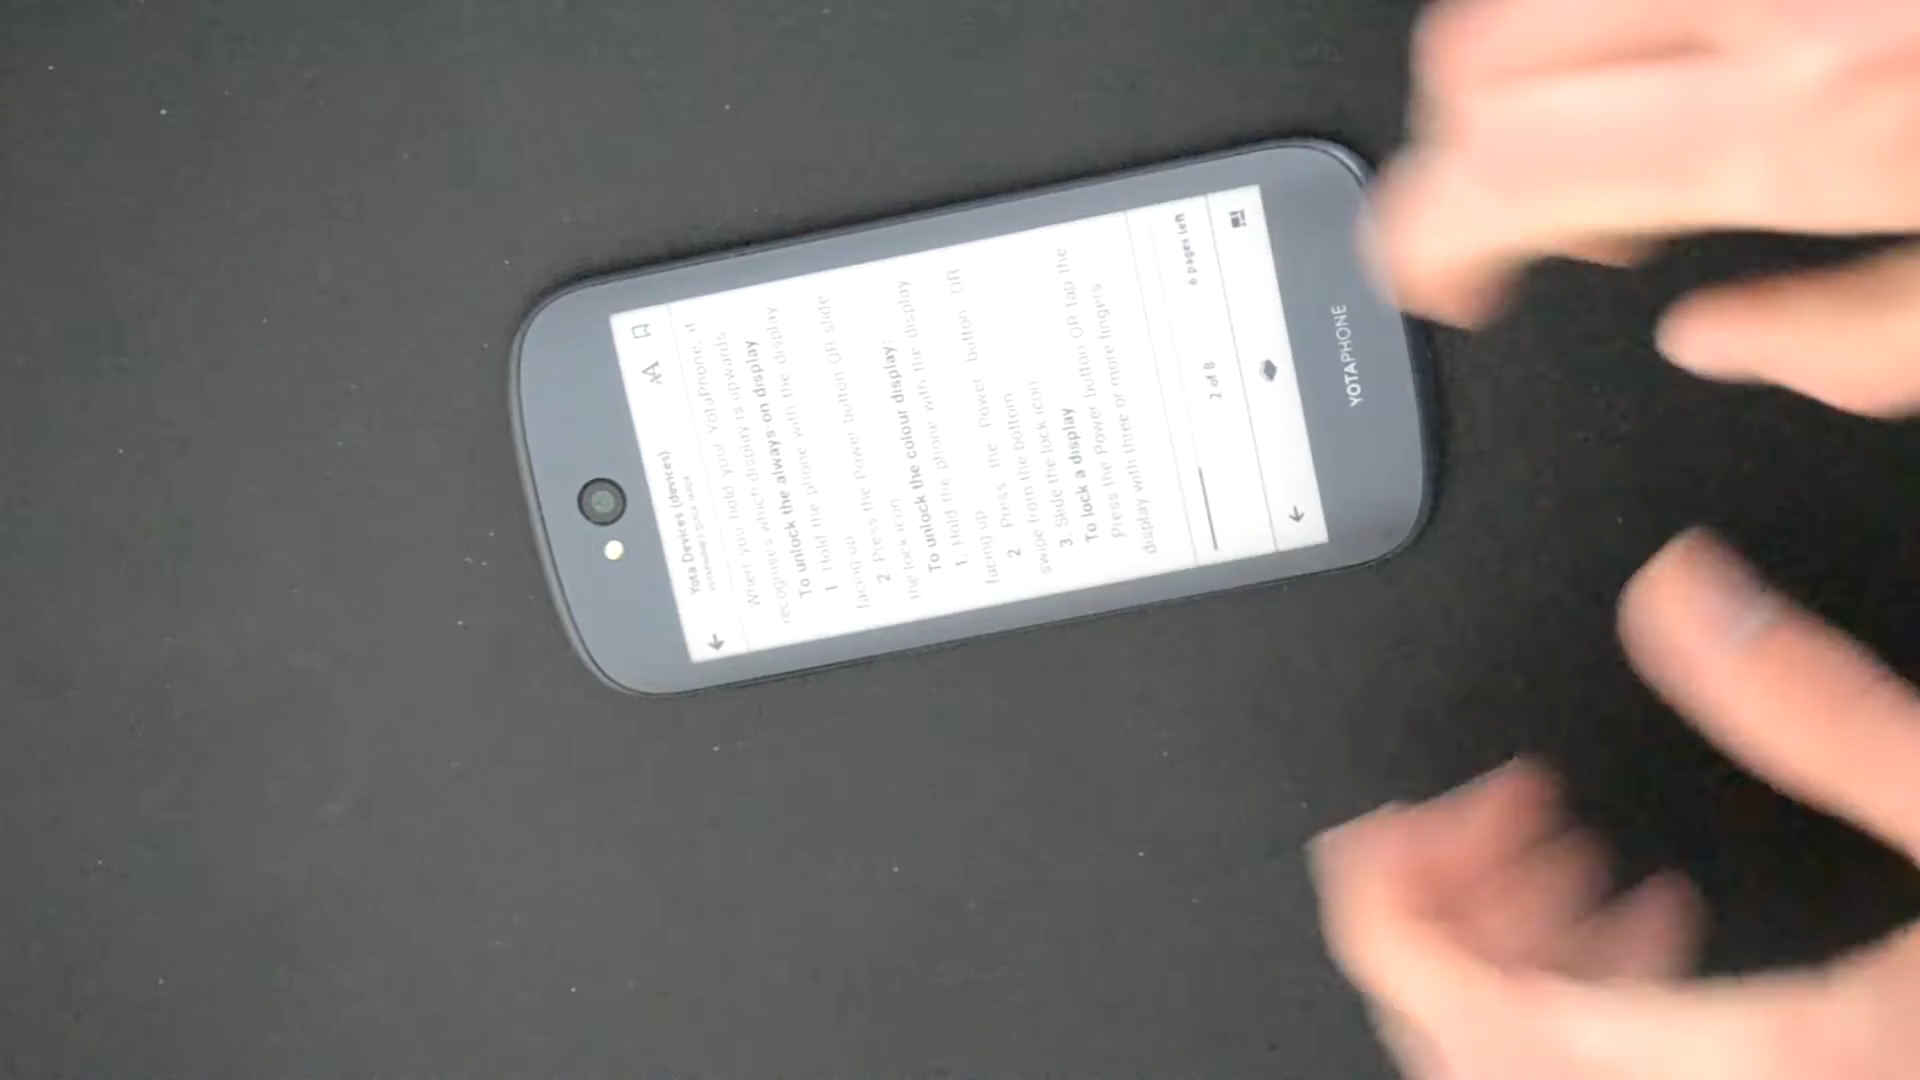 Yota Devices (devices)
When you hold your YotaPhone, it
recognises which display is upwards
To unlock the always-on display
1 Hold the phone with the display
facing up
2. Press the Power button OR slide
the lock icon
To unlock the colour display:
1. Hold the phone with the display
facing up
2 Press the Power button OR
swipe from the bottom
3. Slide the lock icon
To lock a display
Press the Power button OR tap the
display with three or more fingers
6 pages left
2 of 8
YOTAPHONE